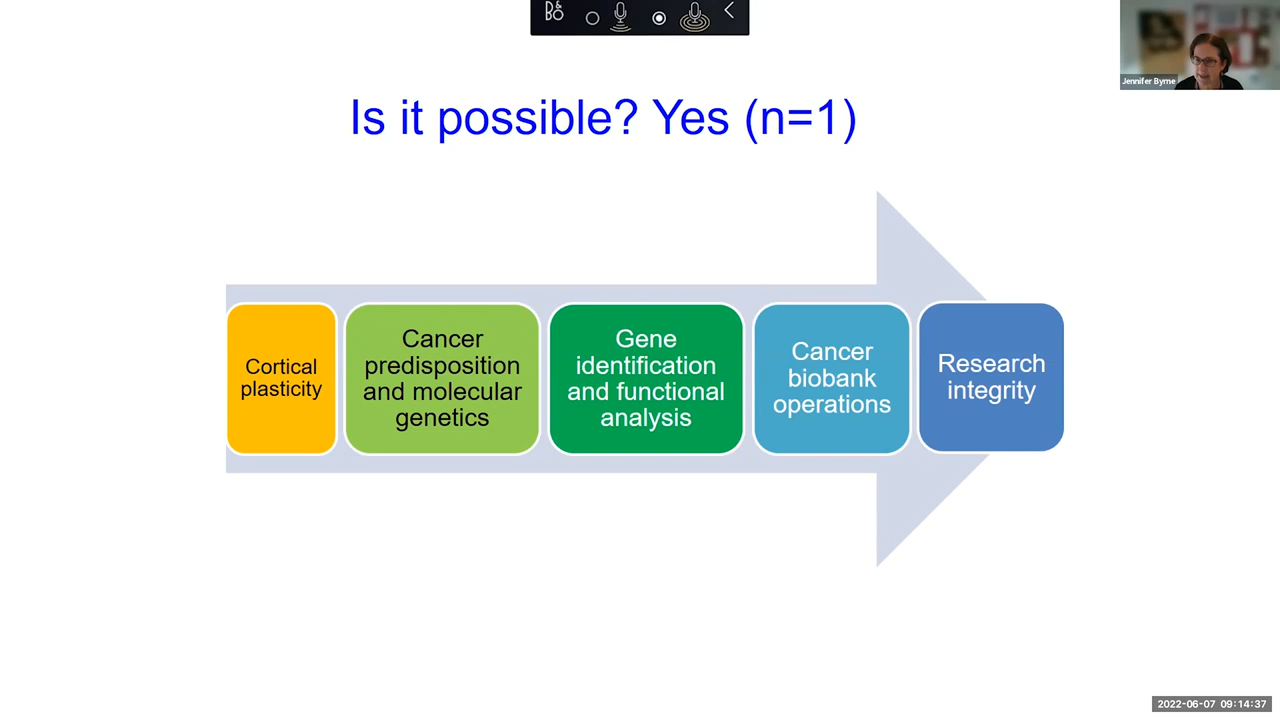 B&O
Jennifer Byrne
Is it possible? Yes (n=1)
Cortical
plasticity
Cancer
predisposition
and molecular
genetics
Gene
identification
and functional
analysis
Cancer
biobank
operations
Research
integrity
2022-06-07 09:14:37